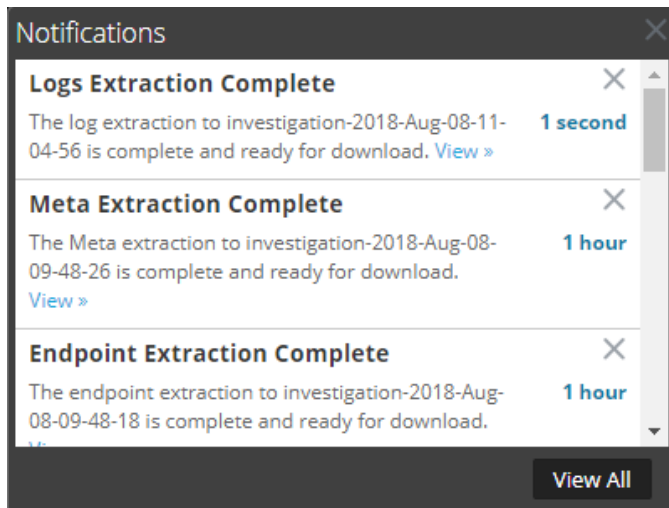 Notifications
Logs Extraction Complete
The log extraction to investigation-2018-Aug-08-11-
04-56 is complete and ready for download. View »
1 second
Meta Extraction Complete
The Meta extraction to investigation-2018-Aug-08-
09-48-26 is complete and ready for download.
View »
1 hour
Endpoint Extraction Complete
The endpoint extraction to investigation-2018-Aug-
08-09-48-18 is complete and ready for download.
1 hour
View All